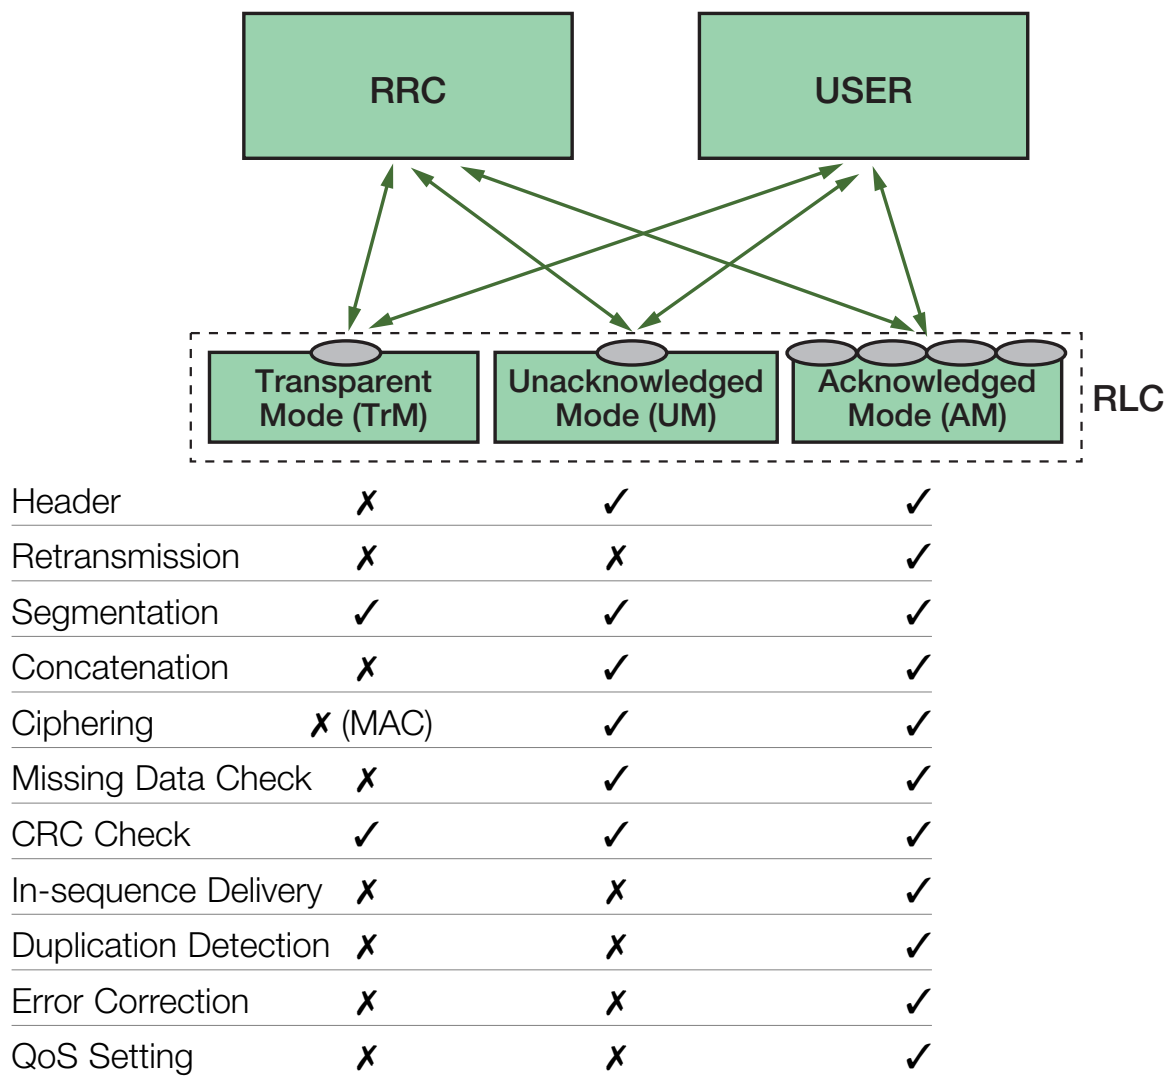 RRC
USER
Transparent
Mode (TrM)
Unacknowledged
Mode (UM)
Acknowledged
Mode (AM)
RLC
Header ✗ ✓ ✓
Retransmission ✗ ✗ ✓
Segmentation ✓ ✓ ✓
Concatenation ✗ ✓ ✓
Ciphering ✗ (MAC) ✓ ✓
Missing Data Check ✗ ✓ ✓
CRC Check ✓ ✓ ✓
In-sequence Delivery ✗ ✗ ✓
Duplication Detection ✗ ✗ ✓
Error Correction ✗ ✗ ✓
QoS Setting ✗ ✗ ✓